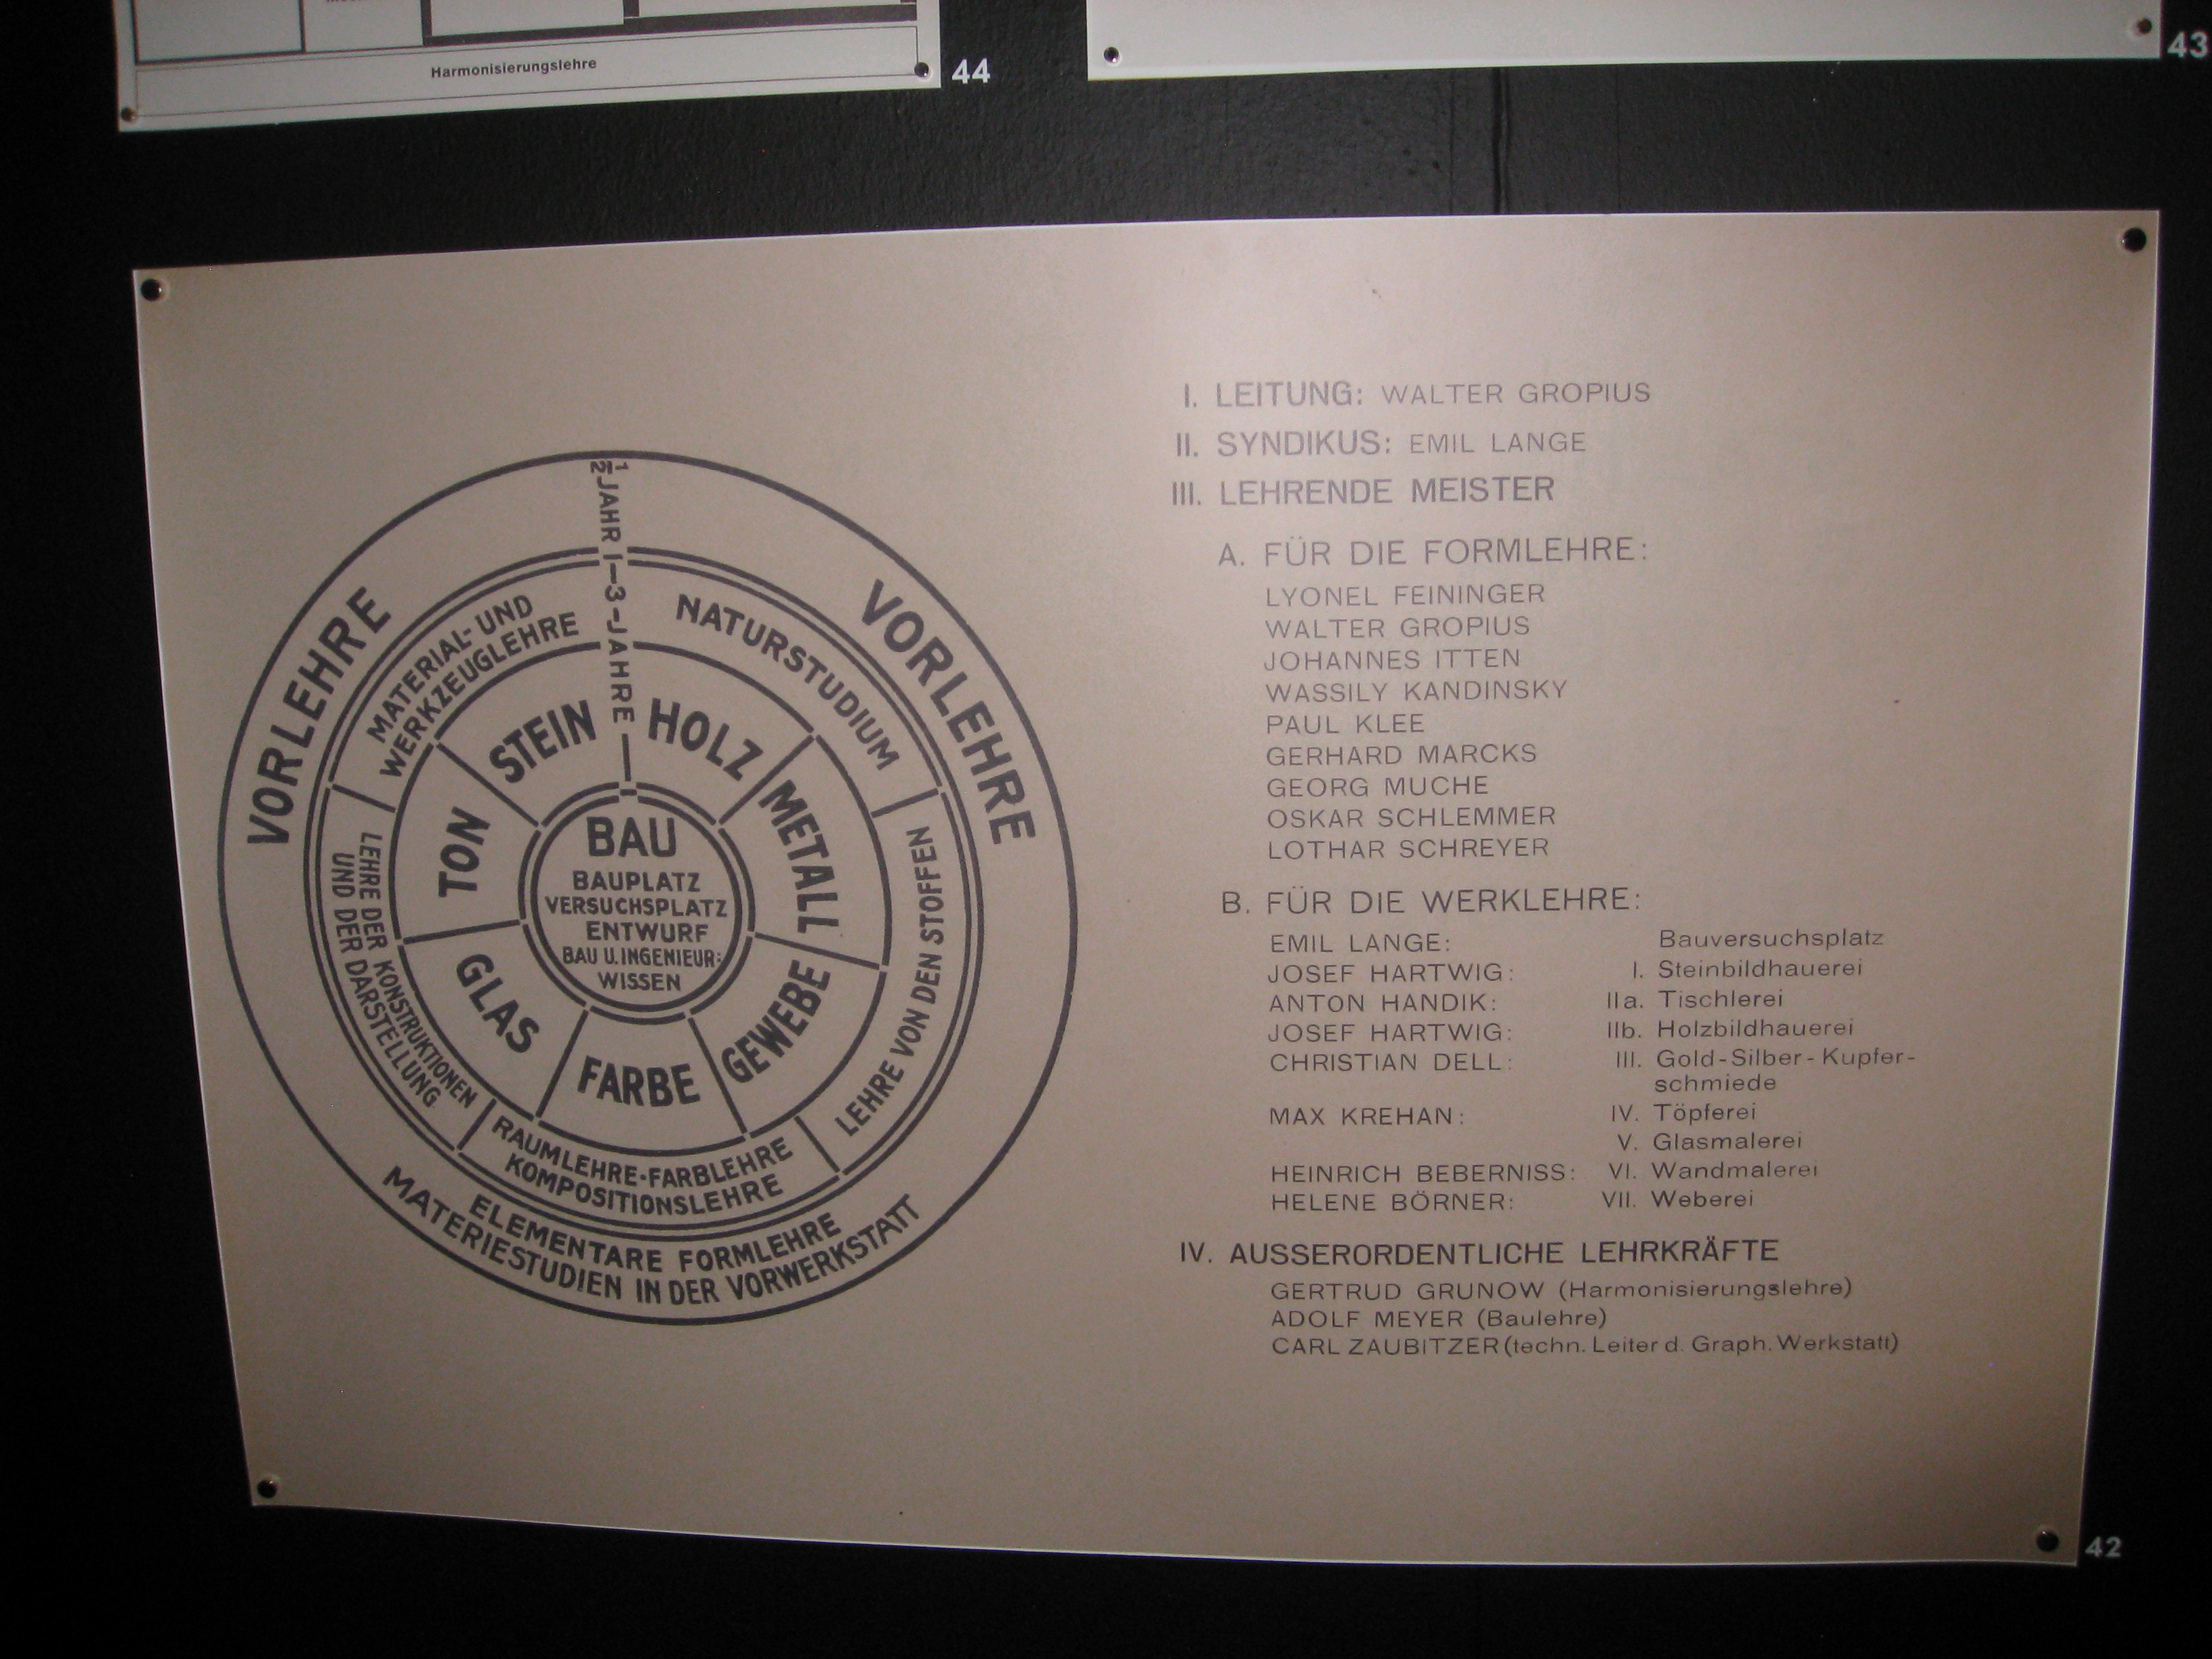 Harmonisierungslehre
44
43
VORLEHRE
VORLEHRE
1/2 JAHR
1-3-JAHRE
MATERIAL- UND
WERKZEUGLEHRE
NATURSTUDIUM
LEHRE VON DEN STOFFEN
RAUMLEHRE·FARBLEHRE
KOMPOSITIONSLEHRE
LEHRE DER KONSTRUKTIONEN
UND DER DARSTELLUNG
ELEMENTARE FORMLEHRE
MATERIESTUDIEN IN DER VORWERKSTATT
STEIN
HOLZ
METALL
GEWEBE
FARBE
GLAS
TON
BAU
BAUPLATZ
VERSUCHSPLATZ
ENTWURF
BAU U. INGENIEUR:
WISSEN
I. LEITUNG: WALTER GROPIUS
II. SYNDIKUS: EMIL LANGE
III. LEHRENDE MEISTER
A. FÜR DIE FORMLEHRE:
LYONEL FEININGER
WALTER GROPIUS
JOHANNES ITTEN
WASSILY KANDINSKY
PAUL KLEE
GERHARD MARCKS
GEORG MUCHE
OSKAR SCHLEMMER
LOTHAR SCHREYER
B. FÜR DIE WERKLEHRE:
EMIL LANGE: Bauversuchsplatz
JOSEF HARTWIG: I. Steinbildhauerei
ANTON HANDIK: IIa. Tischlerei
JOSEF HARTWIG: IIb. Holzbildhauerei
CHRISTIAN DELL: III. Gold-Silber-Kupfer-
schmiede
MAX KREHAN: IV. Töpferei
V. Glasmalerei
HEINRICH BEBERNISS: VI. Wandmalerei
HELENE BÖRNER: VII. Weberei
IV. AUSSERORDENTLICHE LEHRKRÄFTE
GERTRUD GRUNOW (Harmonisierungslehre)
ADOLF MEYER (Baulehre)
CARL ZAUBITZER (techn. Leiter d. Graph. Werkstatt)
42